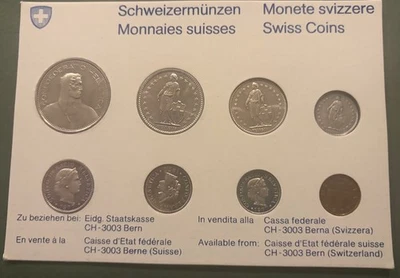 Schweizermünzen
Monnaies suisses
Monete svizzere
Swiss Coins
Zu beziehen bei: Eidg. Staatskasse
CH-3003 Bern
En vente à la Caisse d'Etat fédérale
CH-3003 Berne (Suisse)
In vendita alla Cassa federale
CH-3003 Berna (Svizzera)
Available from: Caisse d'Etat fédérale suisse
CH-3003 Bern (Switzerland)